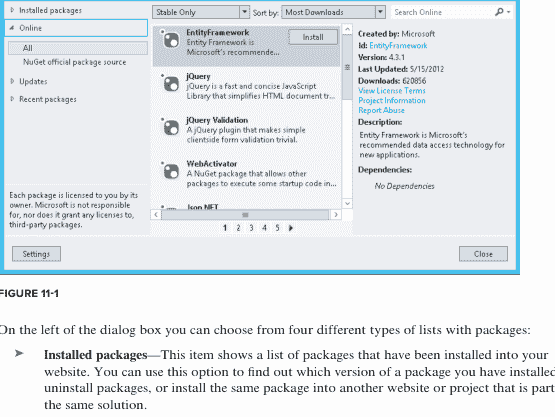 Installed packages
Online
All
NuGet official package source
Updates
Recent packages
Each package is licensed to you by its
owner. Microsoft is not responsible
for, nor does it grant any licenses to,
third-party packages.
Settings
Stable Only
Sort by: Most Downloads
Search Online
EntityFramework
Entity Framework is
Microsoft's recommende...
Install
jQuery
jQuery is a fast and concise JavaScript
Library that simplifies HTML document tr...
jQuery Validation
A jQuery plugin that makes simple
clientside form validation trivial.
WebActivator
A NuGet package that allows other
packages to execute some startup code in...
Json.NET
1 2 3 4 5
Created by: Microsoft
Id: EntityFramework
Version: 4.3.1
Last Updated: 5/15/2012
Downloads: 620856
View License Terms
Project Information
Report Abuse
Description:
Entity Framework is Microsoft's
recommended data access technology for
new applications.
Dependencies:
No Dependencies
Close
FIGURE 11-1
On the left of the dialog box you can choose from four different types of lists with packages:
➤ Installed packages—This item shows a list of packages that have been installed into your
website. You can use this option to find out which version of a package you have installed
uninstall packages, or install the same package into another website or project that is part
the same solution.